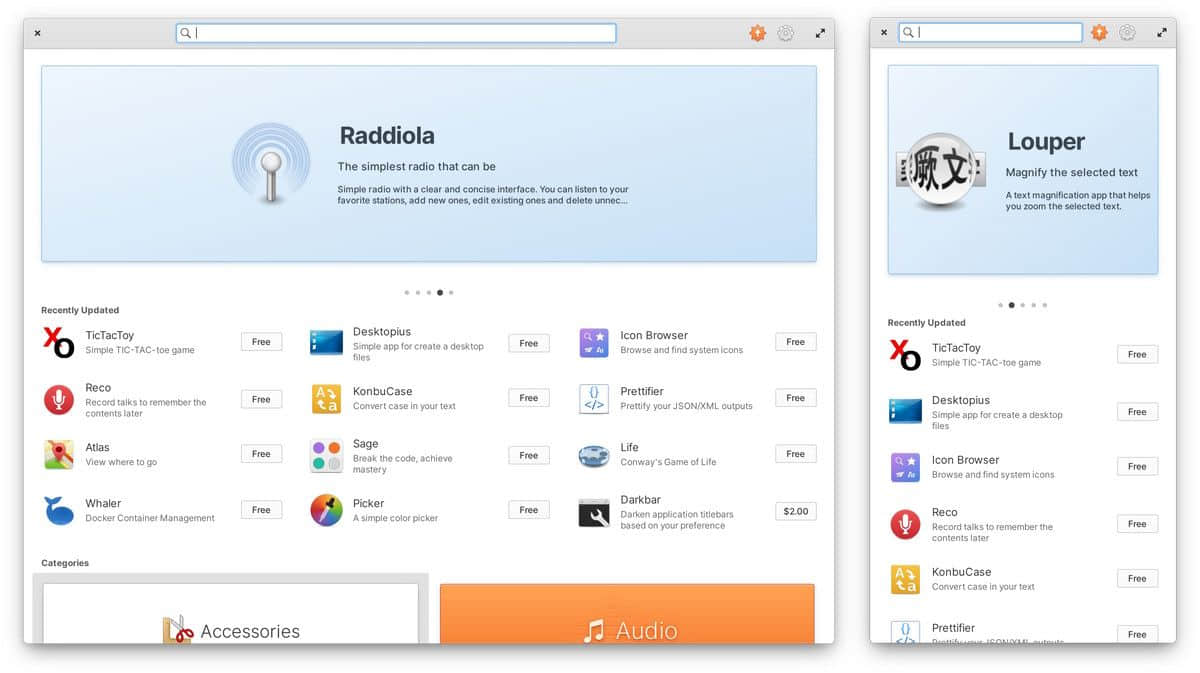 Raddiola
The simplest radio that can be
Simple radio with a clear and concise interface. You can listen to your
favorite stations, add new ones, edit existing ones and delete unnec...
Recently Updated
TicTacToy
Simple TIC-TAC-toe game
Free
Desktopius
Simple app for create a desktop
files
Free
Icon Browser
Browse and find system icons
Free
Reco
Record talks to remember the
contents later
Free
KonbuCase
Convert case in your text
Free
Prettifier
Prettify your JSON/XML outputs
Free
Atlas
View where to go
Free
Sage
Break the code, achieve
mastery
Free
Life
Conway's Game of Life
Free
Whaler
Docker Container Management
Free
Picker
A simple color picker
Free
Darkbar
Darken application titlebars
based on your preference
$2.00
Categories
Accessories
Audio
厥文
Louper
Magnify the selected text
A text magnification app that helps
you zoom the selected text.
Recently Updated
TicTacToy
Simple TIC-TAC-toe game
Free
Desktopius
Simple app for create a desktop
files
Free
Icon Browser
Browse and find system icons
Free
Reco
Record talks to remember the
contents later
Free
KonbuCase
Convert case in your text
Free
Prettifier
Prettify your JSON/XML outputs
Free